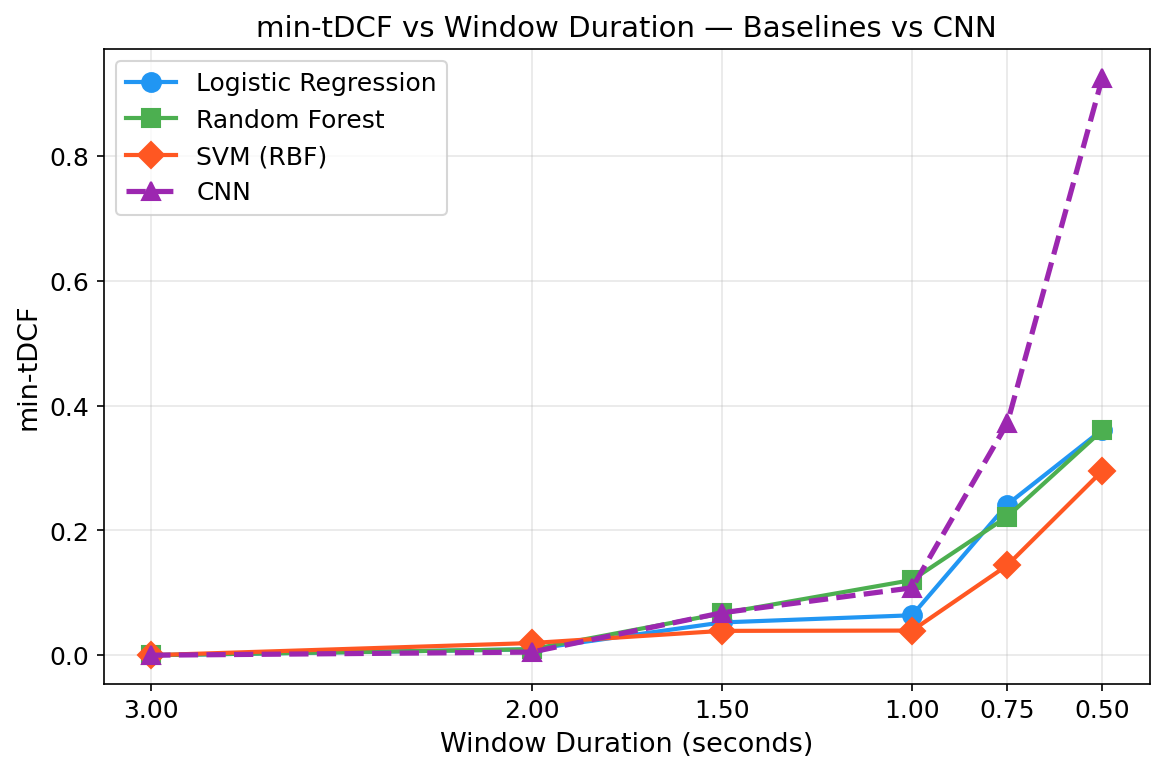 min-tDCF vs Window Duration — Baselines vs CNN
Logistic Regression
Random Forest
SVM (RBF)
CNN
min-tDCF
0.8
0.6
0.4
0.2
0.0
3.00 2.00 1.50 1.00 0.75 0.50
Window Duration (seconds)